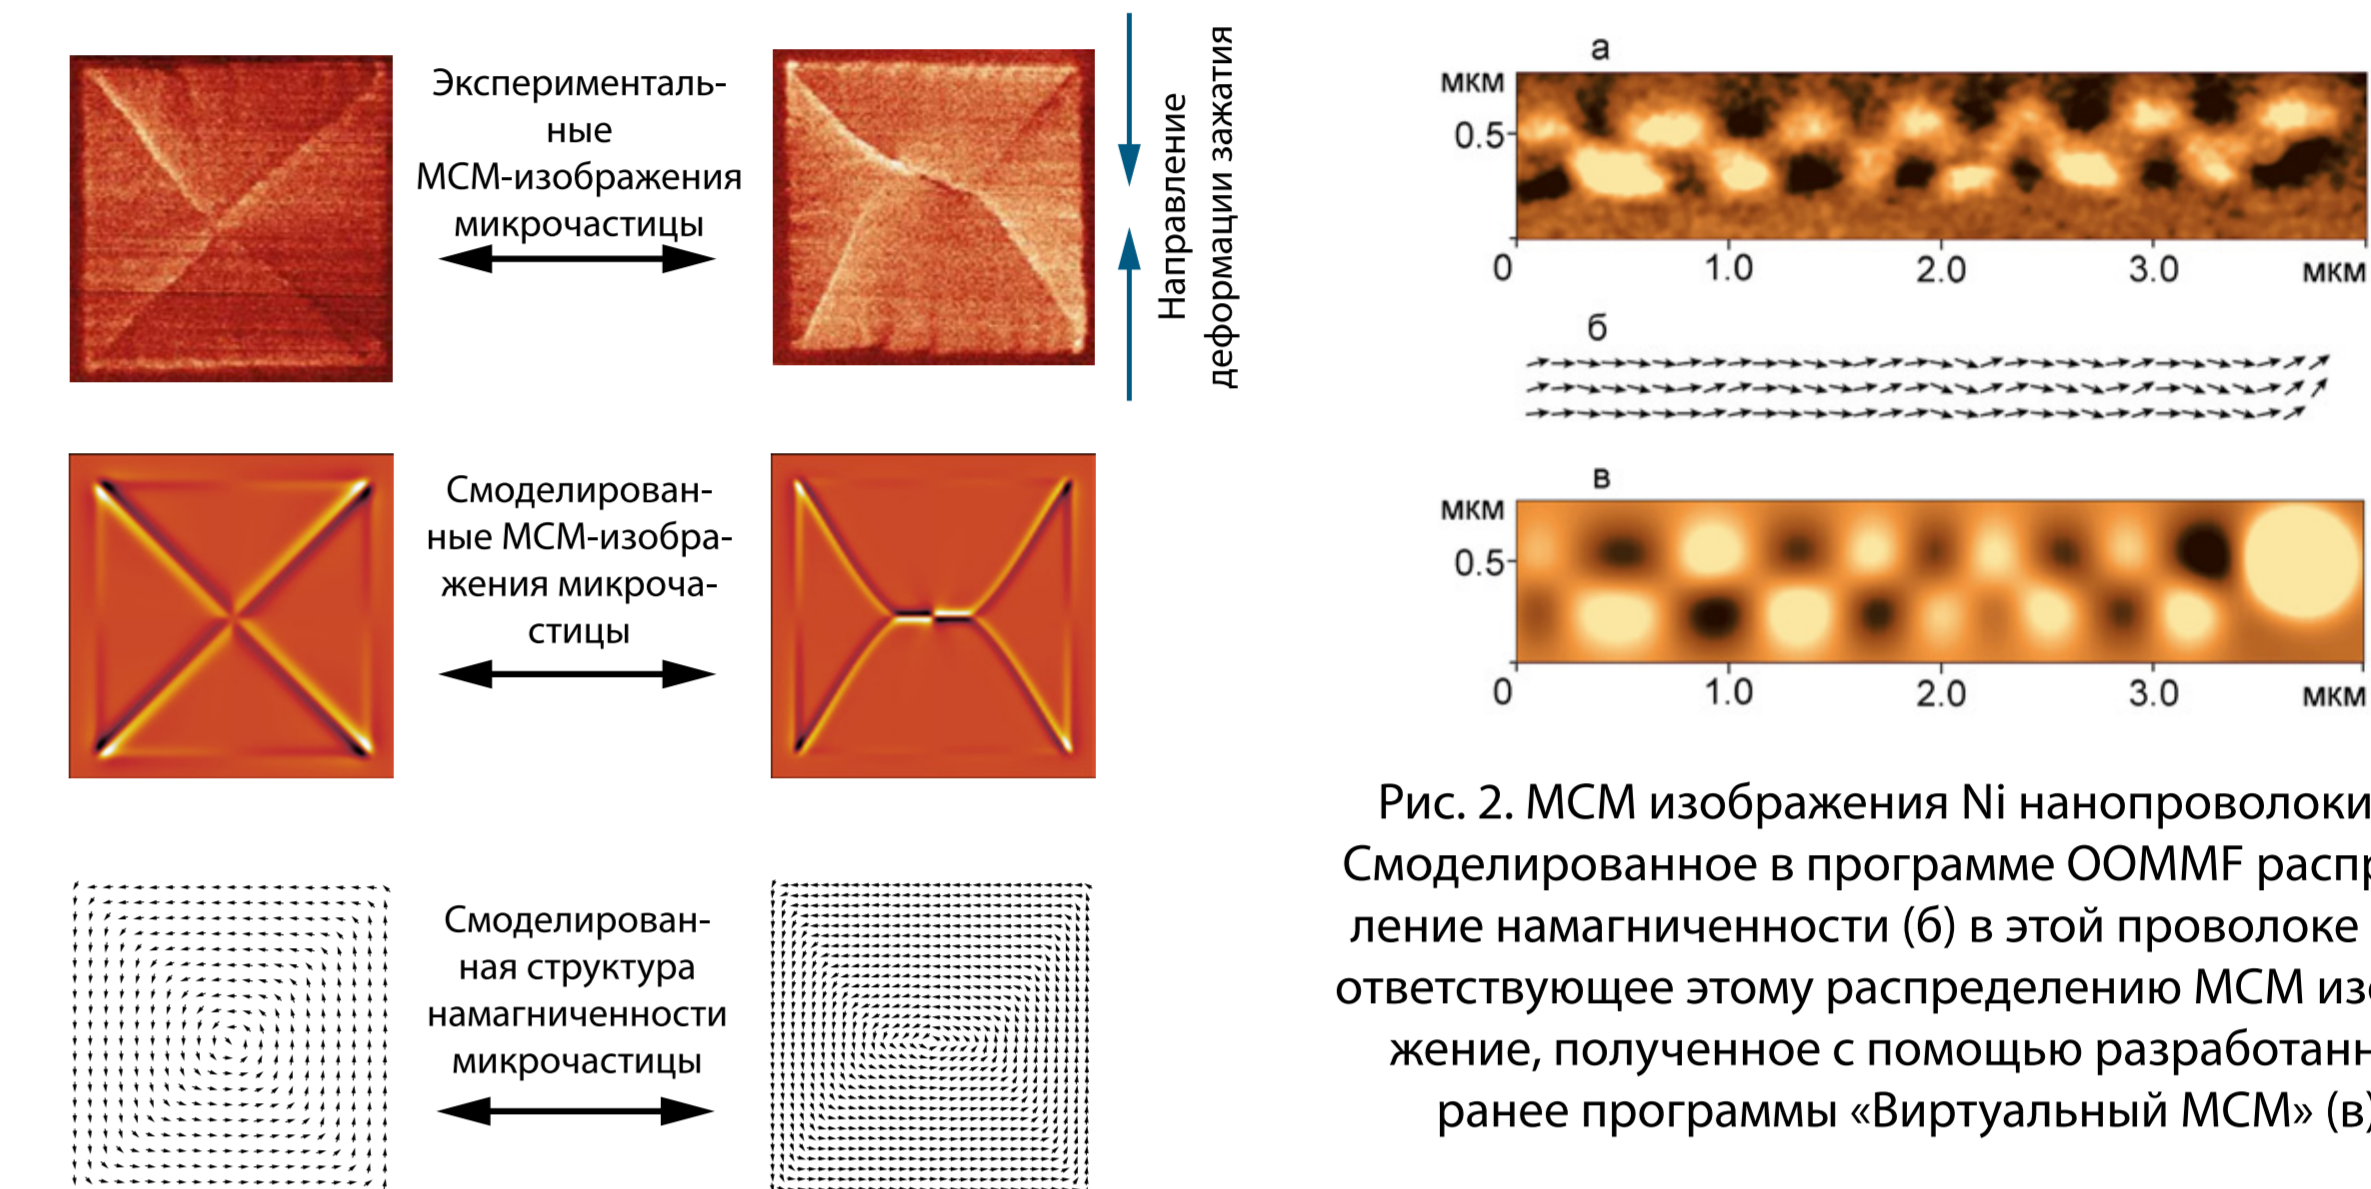 Эксперименталь-
ные
МСМ-изображения
микрочастицы
Направление
деформации зажатия
Смоделирован-
ные МСМ-изобра-
жения микроча-
стицы
Смоделирован-
ная структура
намагниченности
микрочастицы
а
мкм
0.5
0 1.0 2.0 3.0 мкм
б
в
мкм
0.5
0 1.0 2.0 3.0 мкм
Рис. 2. МСМ изображения Ni нанопроволоки
Смоделированное в программе OOMMF распр
ление намагниченности (б) в этой проволоке
ответствующее этому распределению МСМ из
жение, полученное с помощью разработанн
ранее программы «Виртуальный МСМ» (в)